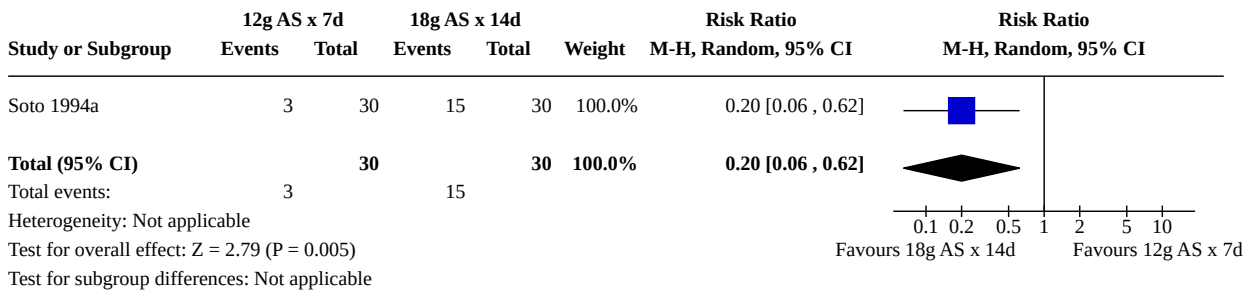 12g AS x 7d 18g AS x 14d Risk Ratio Risk Ratio
Study or Subgroup Events Total Events Total Weight M-H, Random, 95% CI M-H, Random, 95% CI
Soto 1994a 3 30 15 30 100.0% 0.20 [0.06 , 0.62]
Total (95% CI) 30 30 100.0% 0.20 [0.06 , 0.62]
Total events: 3 15
Heterogeneity: Not applicable
0.1 0.2 0.5 1 2 5 10
Test for overall effect: Z = 2.79 (P = 0.005)
Favours 18g AS x 14d Favours 12g AS x 7d
Test for subgroup differences: Not applicable